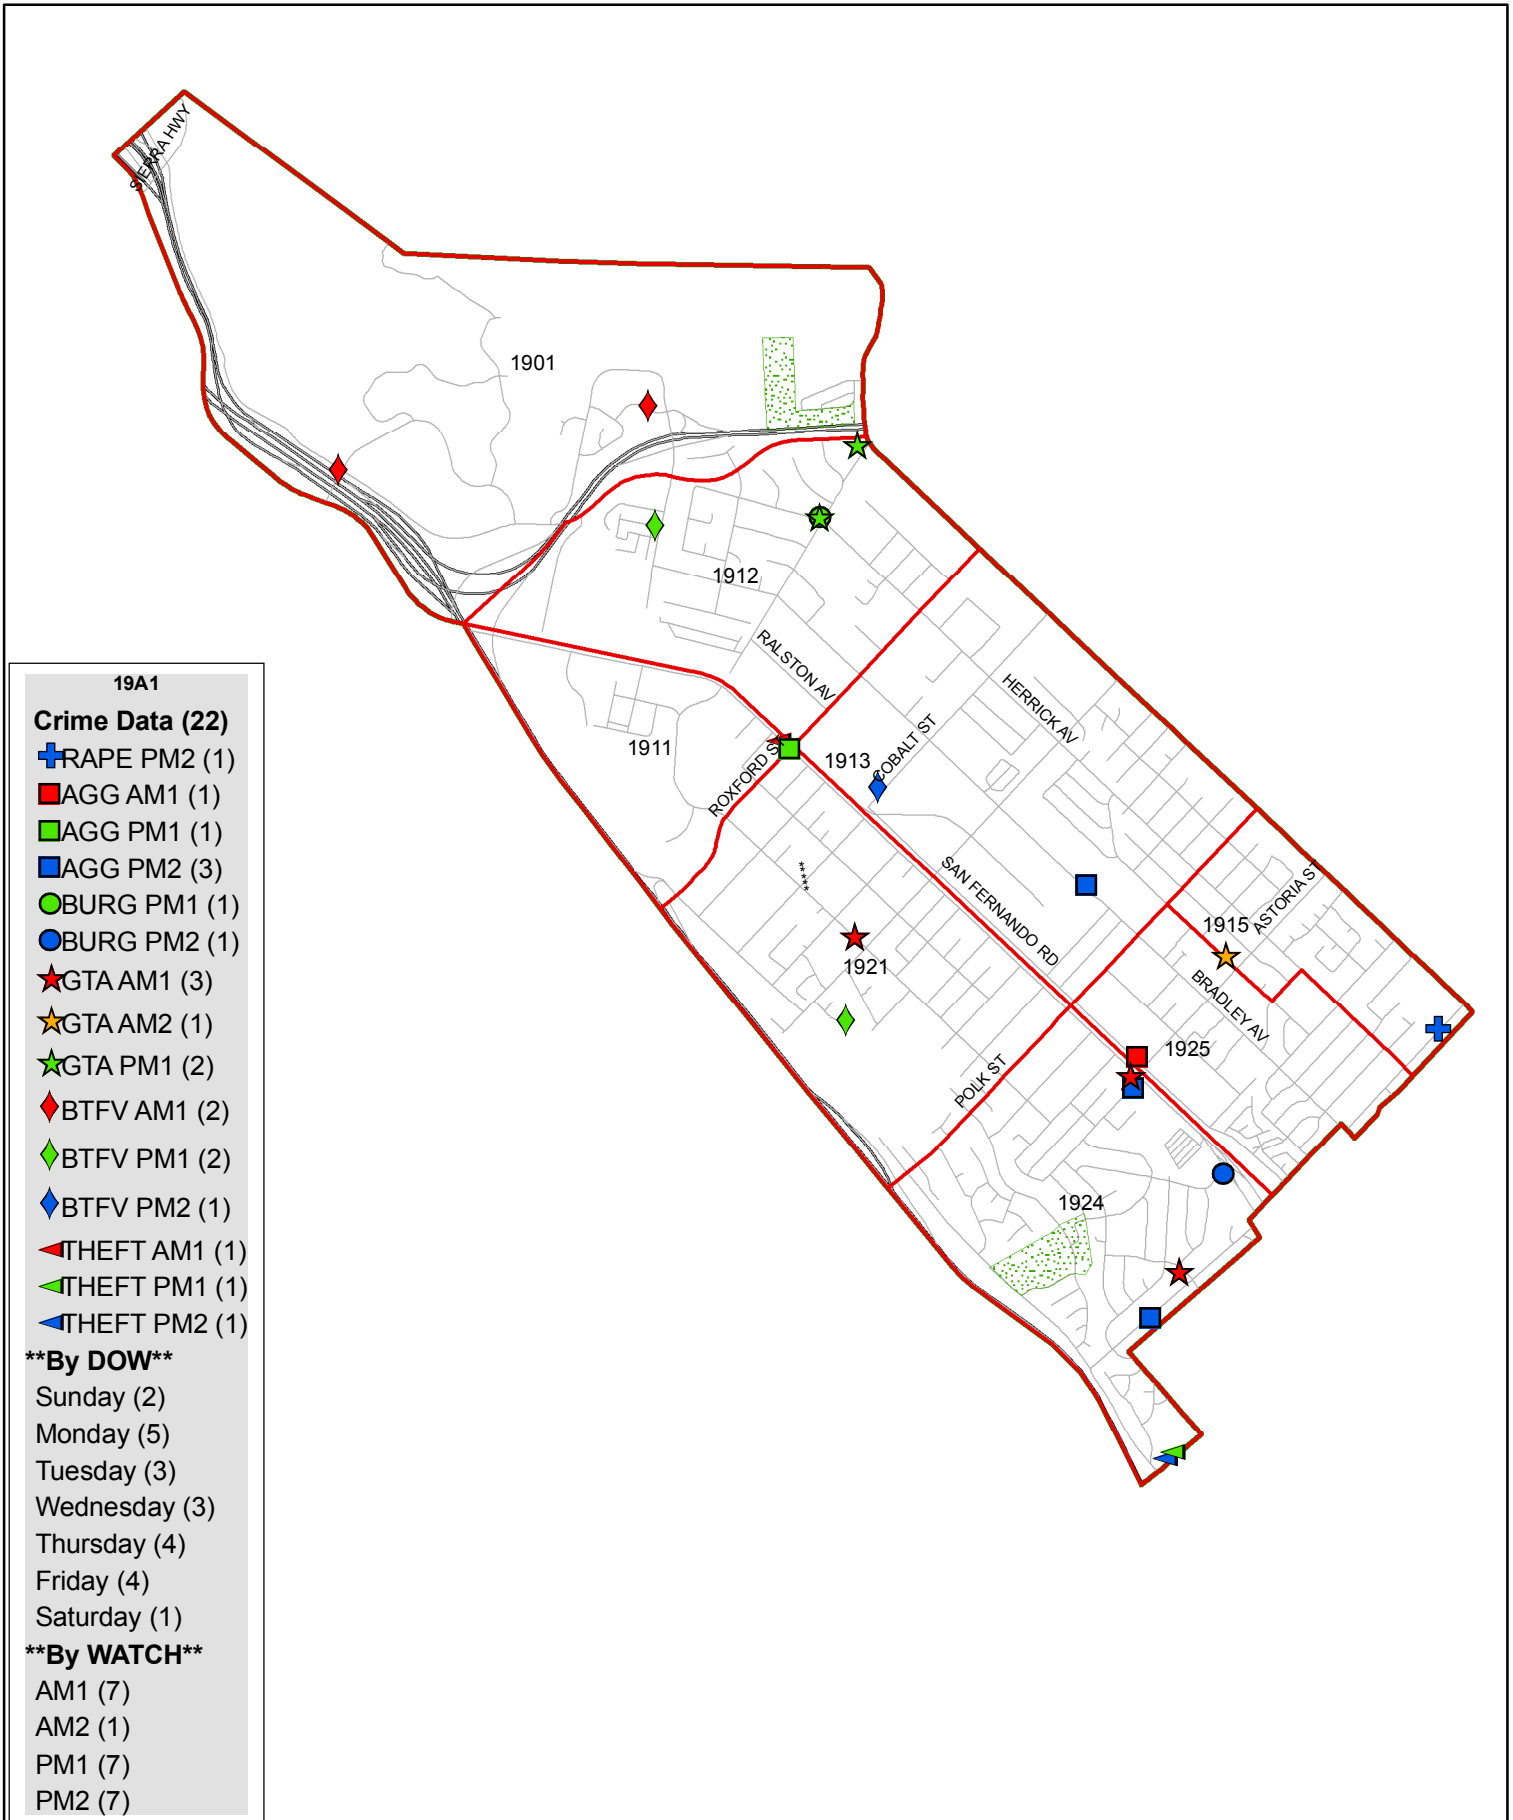 SIERRA HWY
1901
1912
RALSTON AV
HERRICK AV
COBALT ST
1911
1913
ROXFORD ST
*****
SAN FERNANDO RD
ASTORIA ST
1915
1921
BRADLEY AV
1925
POLK ST
1924
19A1
Crime Data (22)
RAPE PM2 (1)
AGG AM1 (1)
AGG PM1 (1)
AGG PM2 (3)
BURG PM1 (1)
BURG PM2 (1)
GTA AM1 (3)
GTA AM2 (1)
GTA PM1 (2)
BTFV AM1 (2)
BTFV PM1 (2)
BTFV PM2 (1)
THEFT AM1 (1)
THEFT PM1 (1)
THEFT PM2 (1)
**By DOW**
Sunday (2)
Monday (5)
Tuesday (3)
Wednesday (3)
Thursday (4)
Friday (4)
Saturday (1)
**By WATCH**
AM1 (7)
AM2 (1)
PM1 (7)
PM2 (7)